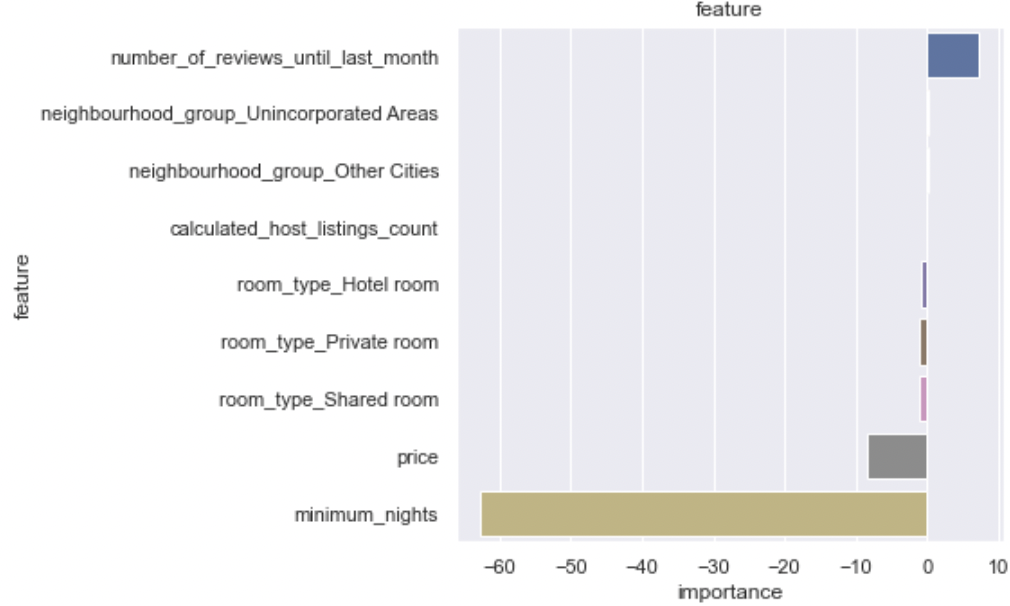 feature
number_of_reviews_until_last_month
neighbourhood_group_Unincorporated Areas
neighbourhood_group_Other Cities
calculated_host_listings_count
room_type_Hotel room
room_type_Private room
room_type_Shared room
price
minimum_nights
feature
−60 −50 −40 −30 −20 −10 0 10
importance